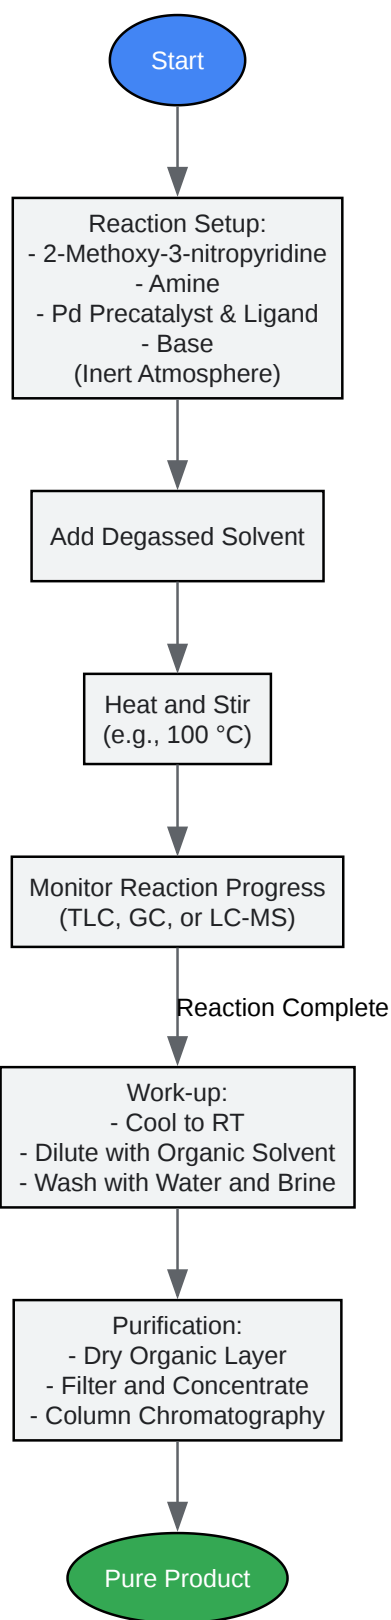 Start
Reaction Setup:
- 2-Methoxy-3-nitropyridine
- Amine
- Pd Precatalyst & Ligand
- Base
(Inert Atmosphere)
Add Degassed Solvent
Heat and Stir
(e.g., 100 °C)
Monitor Reaction Progress
(TLC, GC, or LC-MS)
Reaction Complete
Work-up:
- Cool to RT
- Dilute with Organic Solvent
- Wash with Water and Brine
Purification:
- Dry Organic Layer
- Filter and Concentrate
- Column Chromatography
Pure Product